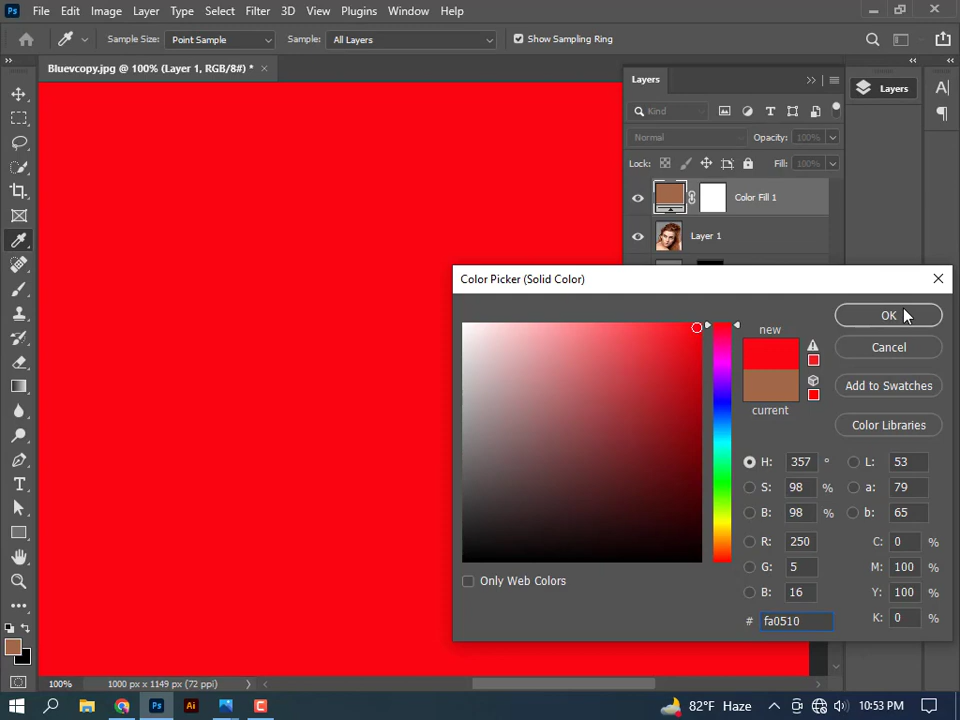 Ps File Edit Image Layer Type Select Filter 3D View Plugins Window Help
Sample Size: Point Sample Sample: All Layers Show Sampling Ring
Bluevcopy.jpg @ 100% (Layer 1, RGB/8#) *
Layers
Layers
Kind
Normal Opacity: 100%
Lock: Fill: 100%
Color Fill 1
Layer 1
Color Picker (Solid Color)
OK
new
Cancel
Add to Swatches
current
Color Libraries
H: 357 ° L: 53
S: 98 % a: 79
B: 98 % b: 65
R: 250 C: 0 %
G: 5 M: 100 %
B: 16 Y: 100 %
Only Web Colors
# fa0510 K: 0 %
100% 1000 px x 1149 px (72 ppi)
Ps Ai C 82°F Haze 10:53 PM